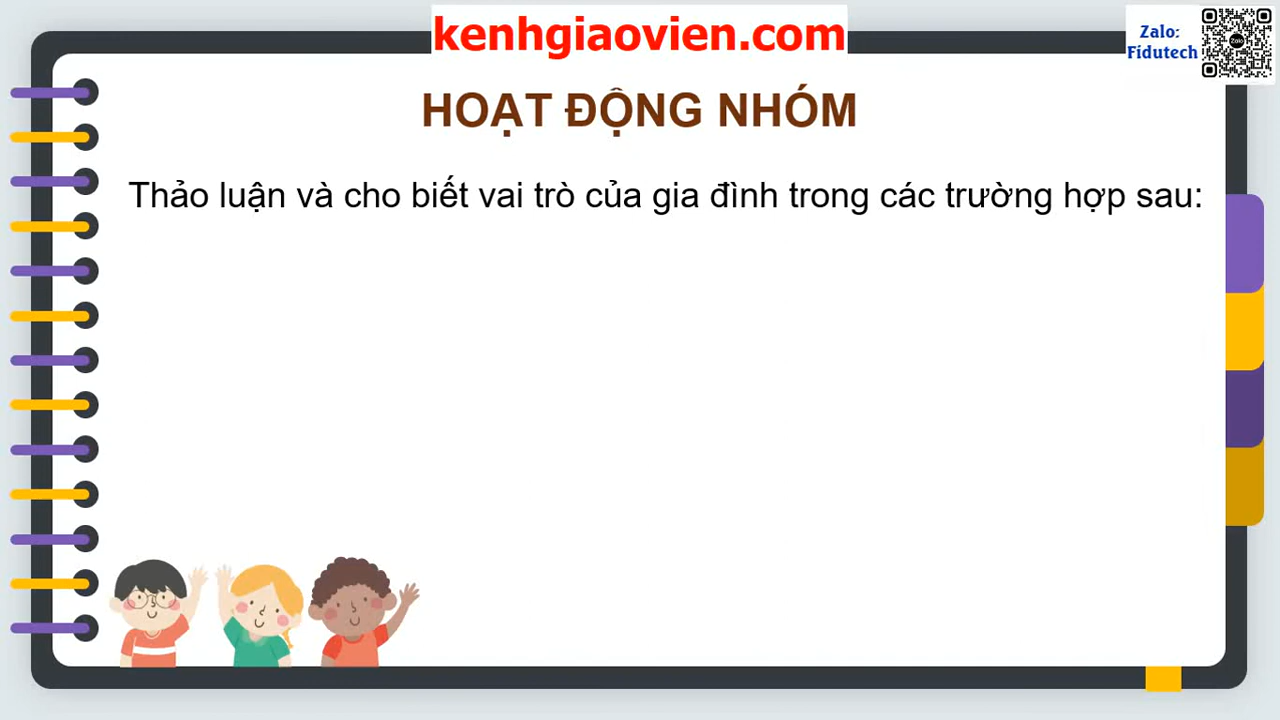 kenhgiaovien.com
Zalo:
Fidutech
Zalo
HOẠT ĐỘNG NHÓM
Thảo luận và cho biết vai trò của gia đình trong các trường hợp sau: